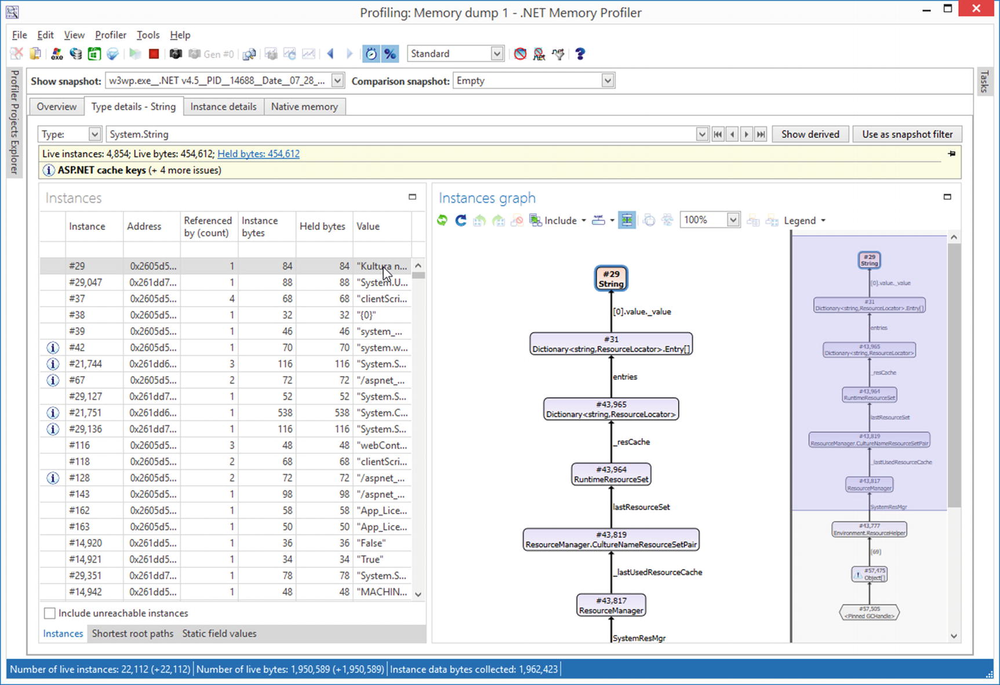 Profiling: Memory dump 1 - .NET Memory Profiler
File Edit View Profiler Tools Help
Gen #0 Standard
Profiler Projects Explorer
Tasks
Show snapshot: w3wp.exe__.NET v4.5__PID__14688__Date__07_28_... Comparison snapshot: Empty
Overview Type details - String Instance details Native memory
Type: System.String Show derived Use as snapshot filter
Live instances: 4,854; Live bytes: 454,612; Held bytes: 454,612
ASP.NET cache keys (+ 4 more issues)
Instances
Instance Address Referenced by (count) Instance bytes Held bytes Value
#29 0x2605d5... 1 84 84 "Kultura n...
#29,047 0x261dd7... 1 88 88 "System.U...
#37 0x2605d5... 4 68 68 "clientScri...
#38 0x2605d5... 1 32 32 "{0}"
#39 0x2605d5... 1 46 46 "system_...
#42 0x2605d5... 1 70 70 "system.w...
#21,744 0x261dd6... 3 116 116 "System.S...
#67 0x2605d5... 2 72 72 "/aspnet_...
#29,127 0x261dd7... 1 52 52 "System.S...
#21,751 0x261dd6... 1 538 538 "System.C...
#29,136 0x261dd7... 1 116 116 "System.S...
#116 0x2605d5... 3 48 48 "webCont...
#118 0x2605d5... 2 68 68 "clientScri...
#128 0x2605d5... 2 72 72 "/aspnet_...
#143 0x2605d5... 1 98 98 "/aspnet_...
#162 0x2605d5... 1 58 58 "App_Lice...
#163 0x2605d5... 1 50 50 "App_Lice...
#14,920 0x261dd5... 1 36 36 "False"
#14,921 0x261dd5... 1 34 34 "True"
#29,351 0x261dd7... 1 78 78 "System.S...
#14,942 0x261dd5... 1 48 48 "MACHIN...
Include unreachable instances
Instances Shortest root paths Static field values
Instances graph
Include NAME 100% Legend
#29
String
[0].value._value
#31
Dictionary<string,ResourceLocator>.Entry[]
entries
#43,965
Dictionary<string,ResourceLocator>
_resCache
#43,964
RuntimeResourceSet
lastResourceSet
#43,819
ResourceManager.CultureNameResourceSetPair
_lastUsedResourceCache
#43,817
ResourceManager
SystemResMgr
#29
String
[0].value._value
#31
Dictionary<string,ResourceLocator>.Entry[]
entries
#43,965
Dictionary<string,ResourceLocator>
_resCache
#43,964
RuntimeResourceSet
lastResourceSet
#43,819
ResourceManager.CultureNameResourceSetPair
_lastUsedResourceCache
#43,817
ResourceManager
SystemResMgr
#43,777
Environment.ResourceHelper
[69]
#57,475
Object[]
#57,505
<Pinned GCHandle>
Number of live instances: 22,112 (+22,112) Number of live bytes: 1,950,589 (+1,950,589) Instance data bytes collected: 1,962,423